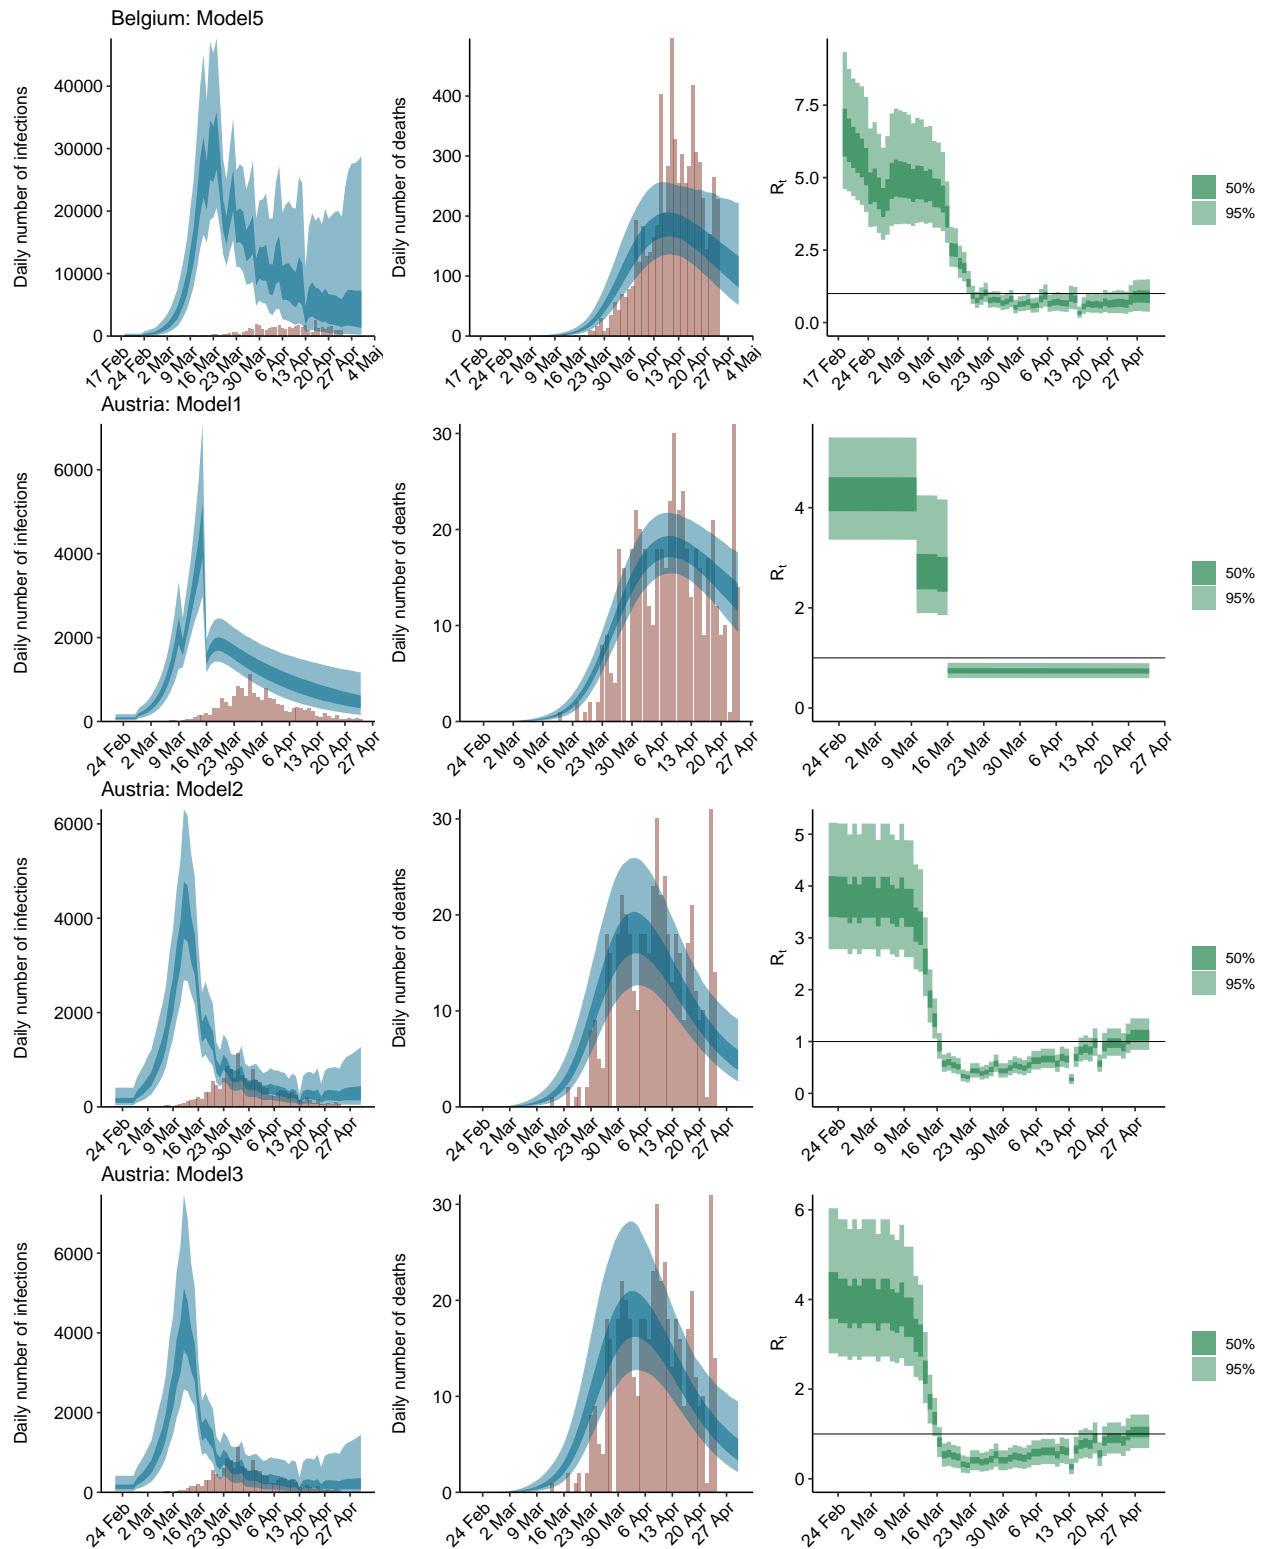 Belgium: Model5
Daily number of infections
40000
30000
20000
10000
0
17 Feb
24 Feb
2 Mar
9 Mar
16 Mar
23 Mar
30 Mar
6 Apr
13 Apr
20 Apr
27 Apr
4 Maj
Daily number of deaths
400
300
200
100
0
17 Feb
24 Feb
2 Mar
9 Mar
16 Mar
23 Mar
30 Mar
6 Apr
13 Apr
20 Apr
27 Apr
4 Maj
Rt
7.5
5.0
2.5
0.0
17 Feb
24 Feb
2 Mar
9 Mar
16 Mar
23 Mar
30 Mar
6 Apr
13 Apr
20 Apr
27 Apr
50%
95%
Austria: Model1
Daily number of infections
6000
4000
2000
0
24 Feb
2 Mar
9 Mar
16 Mar
23 Mar
30 Mar
6 Apr
13 Apr
20 Apr
27 Apr
Daily number of deaths
30
20
10
0
24 Feb
2 Mar
9 Mar
16 Mar
23 Mar
30 Mar
6 Apr
13 Apr
20 Apr
27 Apr
Rt
4
2
0
24 Feb
2 Mar
9 Mar
16 Mar
23 Mar
30 Mar
6 Apr
13 Apr
20 Apr
27 Apr
50%
95%
Austria: Model2
Daily number of infections
6000
4000
2000
0
24 Feb
2 Mar
9 Mar
16 Mar
23 Mar
30 Mar
6 Apr
13 Apr
20 Apr
27 Apr
Daily number of deaths
30
20
10
0
24 Feb
2 Mar
9 Mar
16 Mar
23 Mar
30 Mar
6 Apr
13 Apr
20 Apr
27 Apr
Rt
5
4
3
2
1
0
24 Feb
2 Mar
9 Mar
16 Mar
23 Mar
30 Mar
6 Apr
13 Apr
20 Apr
27 Apr
50%
95%
Austria: Model3
Daily number of infections
6000
4000
2000
0
24 Feb
2 Mar
9 Mar
16 Mar
23 Mar
30 Mar
6 Apr
13 Apr
20 Apr
27 Apr
Daily number of deaths
30
20
10
0
24 Feb
2 Mar
9 Mar
16 Mar
23 Mar
30 Mar
6 Apr
13 Apr
20 Apr
27 Apr
Rt
6
4
2
0
24 Feb
2 Mar
9 Mar
16 Mar
23 Mar
30 Mar
6 Apr
13 Apr
20 Apr
27 Apr
50%
95%